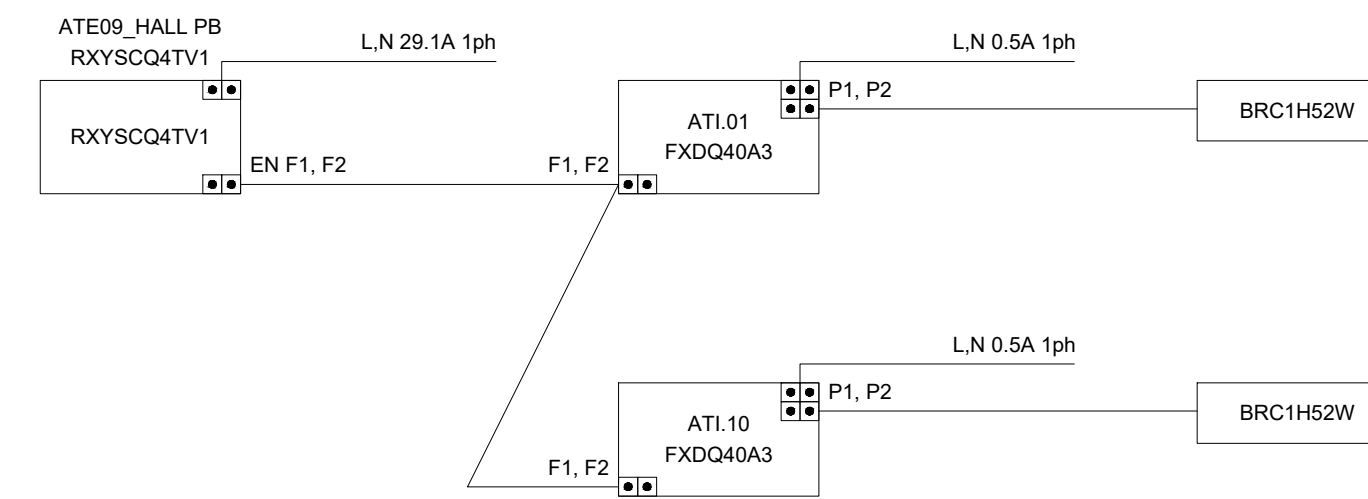 ATE09_HALL PB
RXYSCQ4TV1
L,N 29.1A 1ph
L,N 0.5A 1ph
RXYSCQ4TV1
EN F1, F2
F1, F2
ATI.01
FXDQ40A3
P1, P2
BRC1H52W
L,N 0.5A 1ph
F1, F2
ATI.10
FXDQ40A3
P1, P2
BRC1H52W